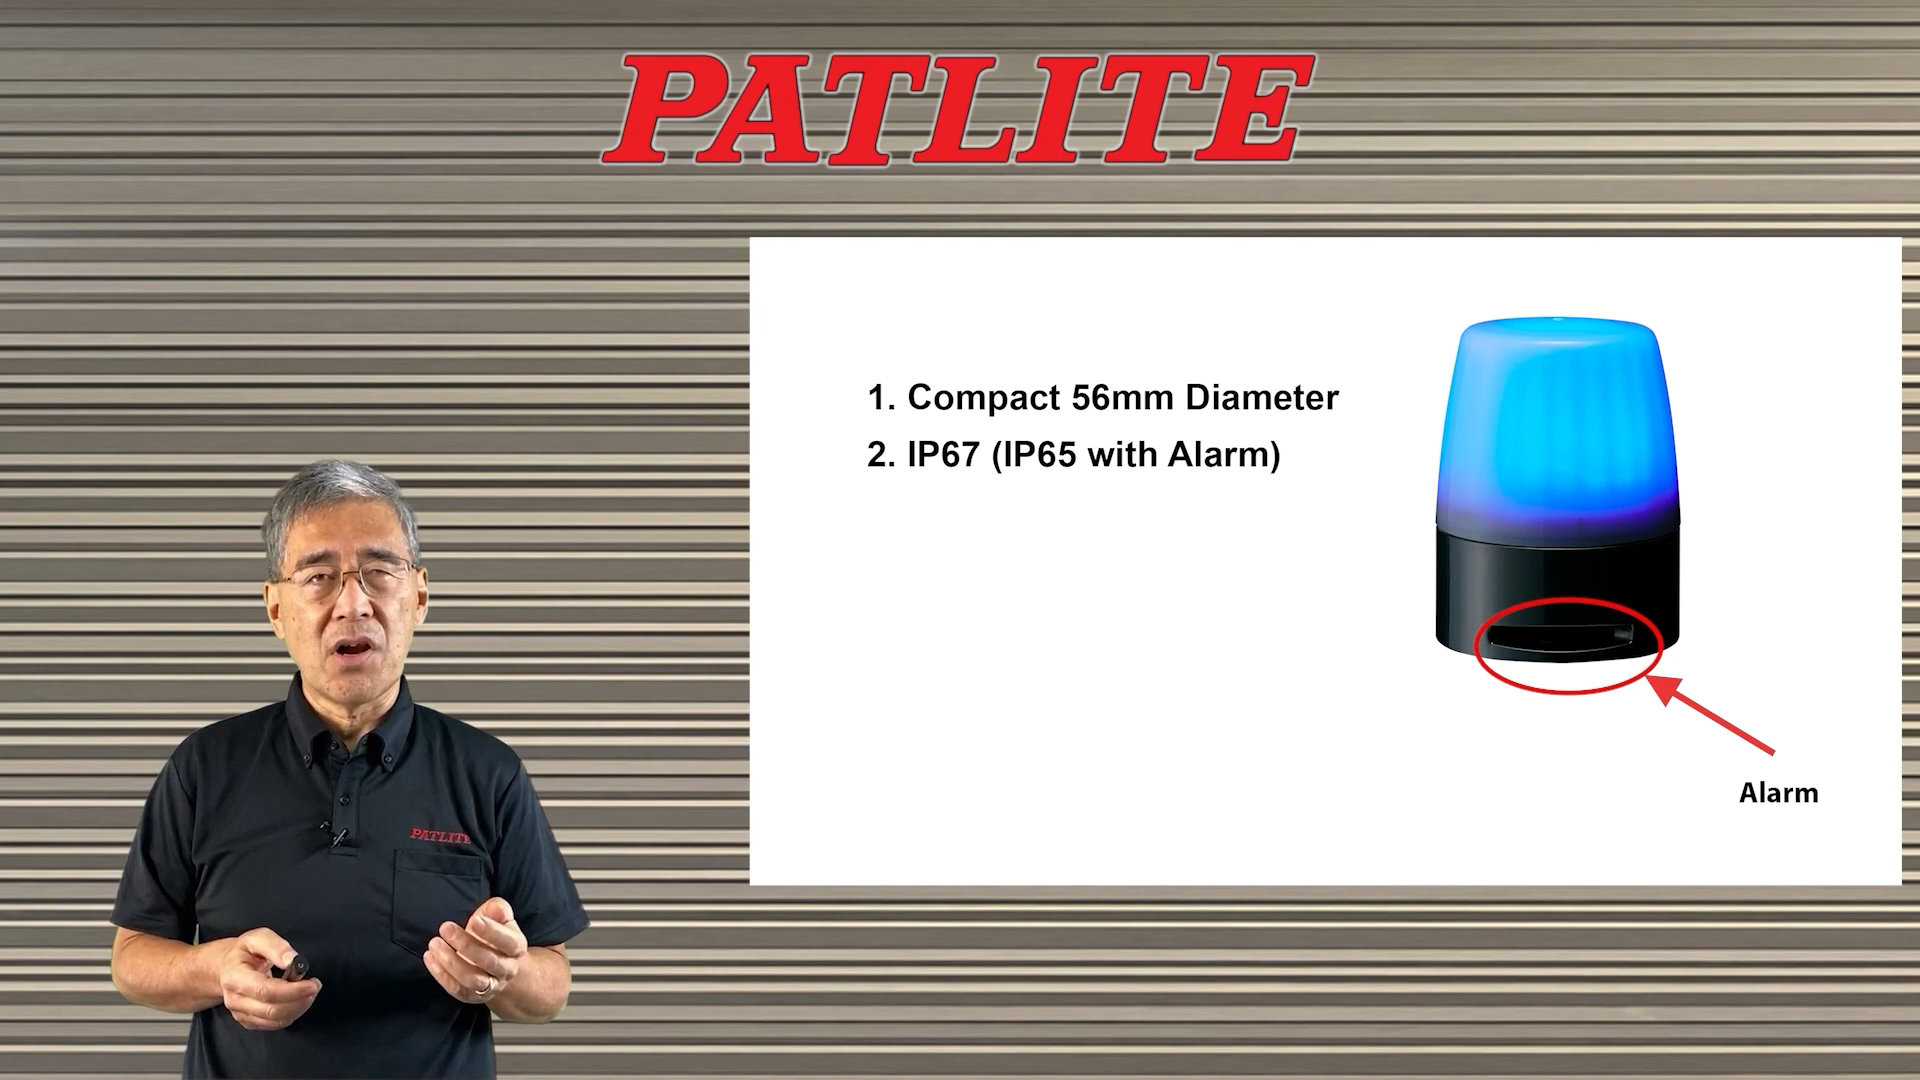 PATLITE
1. Compact 56mm Diameter
2. IP67 (IP65 with Alarm)
Alarm
PATLITE